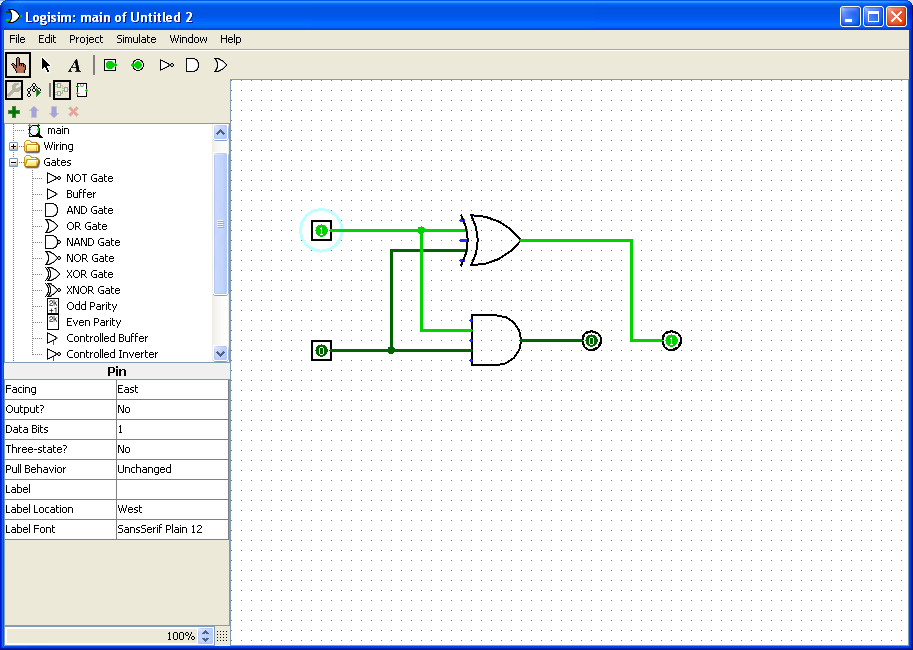 Logisim: main of Untitled 2
File Edit Project Simulate Window Help
A
main
Wiring
Gates
NOT Gate
Buffer
AND Gate
OR Gate
NAND Gate
NOR Gate
XOR Gate
XNOR Gate
Odd Parity
Even Parity
Controlled Buffer
Controlled Inverter
Pin
Facing East
Output? No
Data Bits 1
Three-state? No
Pull Behavior Unchanged
Label
Label Location West
Label Font SansSerif Plain 12
100%
1
0
0
1